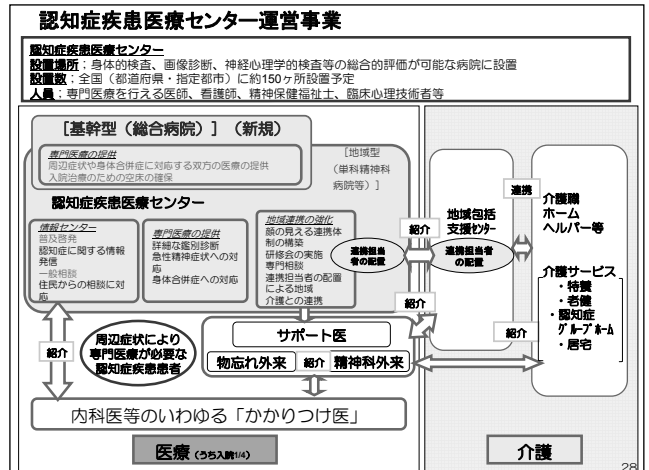 認知症疾患医療センター運営事業
認知症疾患医療センター
設置場所；身体的検査、画像診断、神経心理学的検査等の総合的評価が可能な病院に設置
設置数；全国（都道府県・指定都市）に約150ヶ所設置予定
人員；専門医療を行える医師、看護師、精神保健福祉士、臨床心理技術者等
［基幹型（総合病院）］（新規）
専門医療の提供
周辺症状や身体合併症に対応する双方の医療の提供
入院治療のための空床の確保
［地域型
（単科精神科
病院等）］
認知症疾患医療センター
情報センター
普及啓発
認知症に関する情報
発信
一般相談
住民からの相談に対
応
専門医療の提供
詳細な鑑別診断
急性精神症状への対
応
身体合併症への対応
地域連携の強化
顔の見える連携体
制の構築
研修会の実施
専門相談
連携担当者の配置
による地域
介護との連携
連携担当
者の配置
紹介
地域包括
支援ｾﾝﾀｰ
連携担当者
の配置
連携
介護職
ホーム
ヘルパー等
介護サービス
・特養
・老健
・認知症
ｸﾞﾙｰﾌﾟﾎｰﾑ
・居宅
紹介
紹介
紹介
周辺症状により
専門医療が必要な
認知症疾患患者
サポート医
物忘れ外来
紹介
精神科外来
内科医等のいわゆる「かかりつけ医」
医療（うち入院1/4）
介護
28